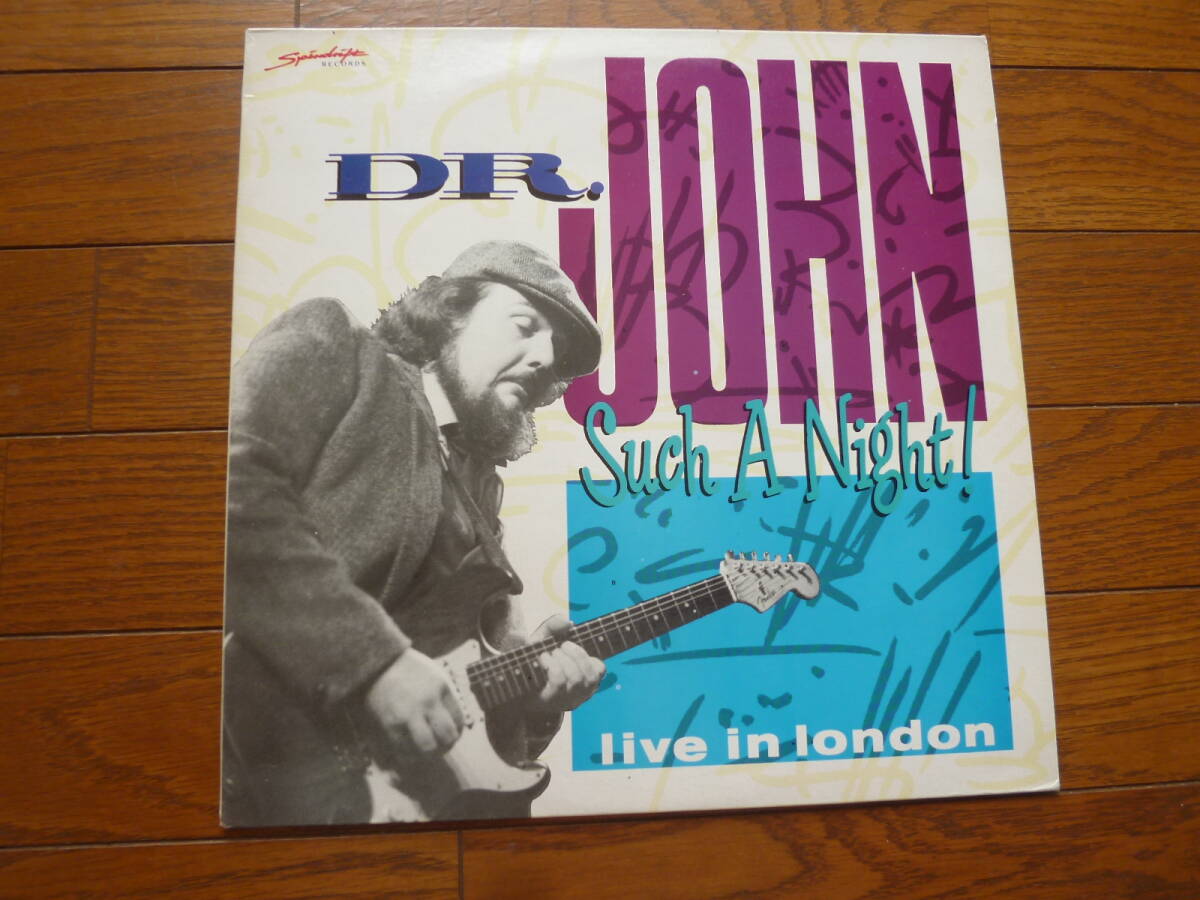 Spindrift
RECORDS
DR. JOHN
Such A Night!
live in london